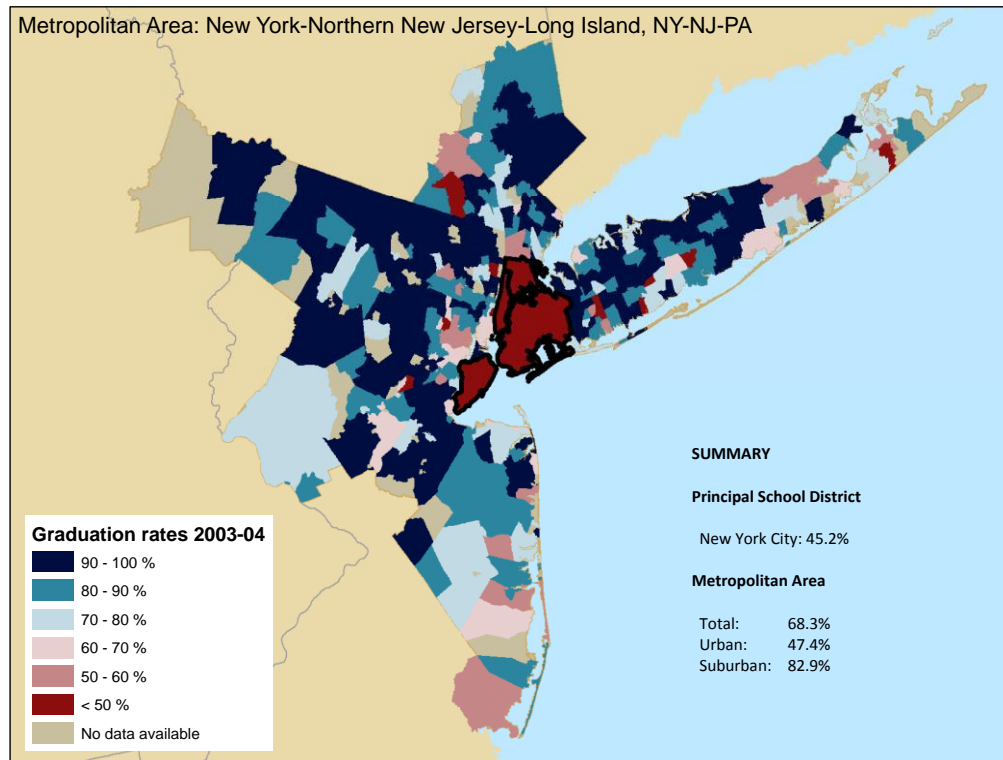 Metropolitan Area: New York-Northern New Jersey-Long Island, NY-NJ-PA
SUMMARY
Principal School District
New York City: 45.2%
Metropolitan Area
Total: 68.3%
Urban: 47.4%
Suburban: 82.9%
Graduation rates 2003-04
90 - 100 %
80 - 90 %
70 - 80 %
60 - 70 %
50 - 60 %
< 50 %
No data available